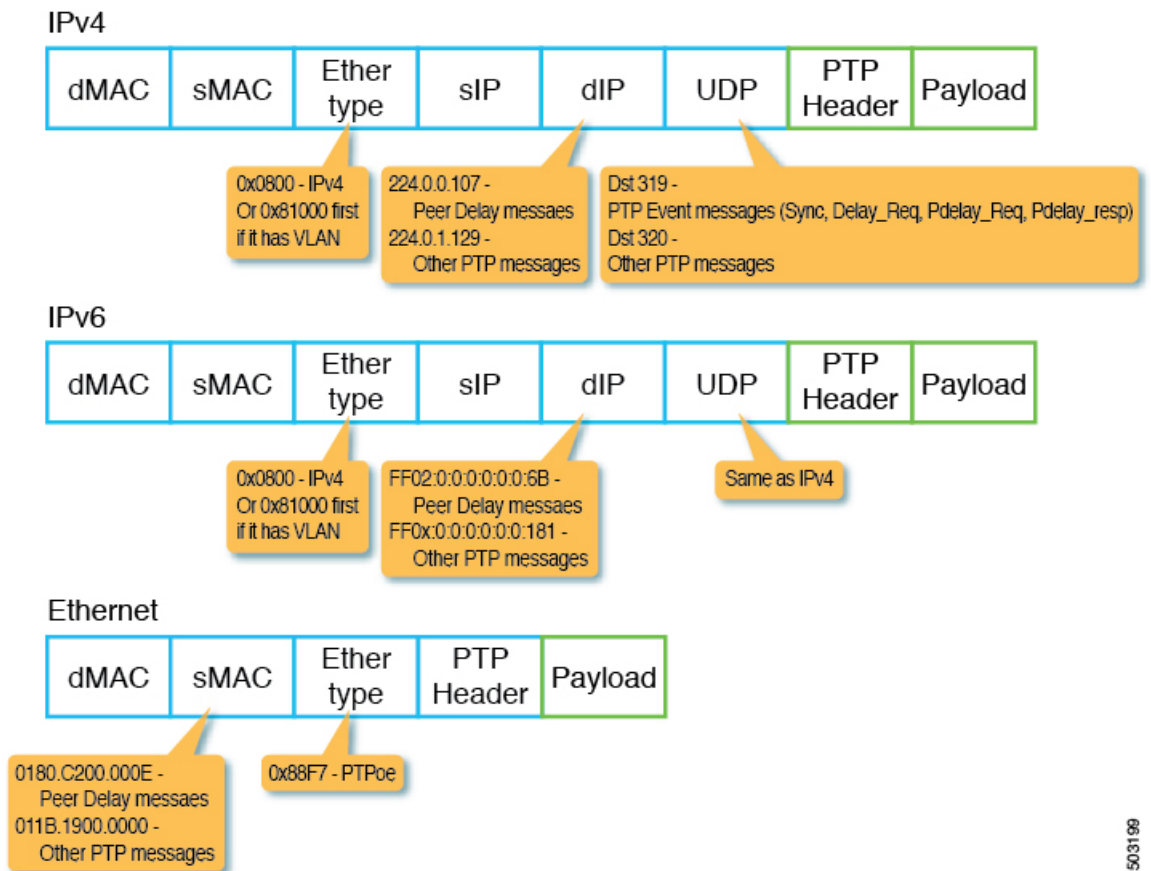 IPv4
dMAC sMAC Ether type sIP dIP UDP PTP Header Payload
0x0800 - IPv4
Or 0x81000 first
if it has VLAN
224.0.0.107 -
Peer Delay messaes
224.0.1.129 -
Other PTP messages
Dst 319 -
PTP Event messages (Sync, Delay_Req, Pdelay_Req, Pdelay_resp)
Dst 320 -
Other PTP messages
IPv6
dMAC sMAC Ether type sIP dIP UDP PTP Header Payload
0x0800 - IPv4
Or 0x81000 first
if it has VLAN
FF02:0:0:0:0:0:0:6B -
Peer Delay messaes
FF0x:0:0:0:0:0:0:181 -
Other PTP messages
Same as IPv4
Ethernet
dMAC sMAC Ether type PTP Header Payload
0180.C200.000E -
Peer Delay messaes
011B.1900.0000 -
Other PTP messages
0x88F7 - PTPoe
503199